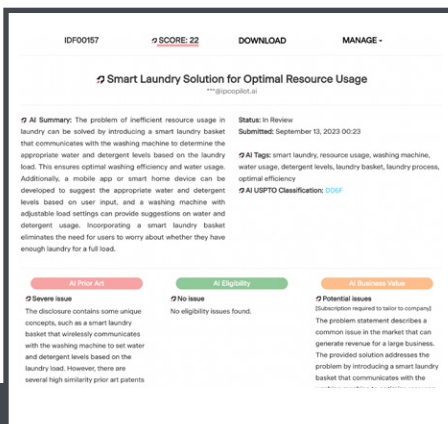 IDF00157 SCORE: 22 DOWNLOAD MANAGE -
Smart Laundry Solution for Optimal Resource Usage
***@ipcopilot.ai
AI Summary: The problem of inefficient resource usage in
laundry can be solved by introducing a smart laundry basket
that communicates with the washing machine to determine the
appropriate water and detergent levels based on the laundry
load. This ensures optimal washing efficiency and water usage.
Additionally, a mobile app or smart home device can be
developed to suggest the appropriate water and detergent
levels based on user input, and a washing machine with
adjustable load settings can provide suggestions on water and
detergent usage. Incorporating a smart laundry basket
eliminates the need for users to worry about whether they have
enough laundry for a full load.
Status: In Review
Submitted: September 13, 2023 00:23
AI Tags: smart laundry, resource usage, washing machine,
water usage, detergent levels, laundry basket, laundry process,
optimal efficiency
AI USPTO Classification: D06F
AI Prior Art
Severe issue
The disclosure contains some unique
concepts, such as a smart laundry
basket that wirelessly communicates
with the washing machine to set water
and detergent levels based on the
laundry load. However, there are
several high similarity prior art patents
AI Eligibility
No issue
No eligibility issues found.
AI Business Value
Potential issues
[Subscription required to tailor to company]
The problem statement describes a
common issue in the market that can
generate revenue for a large business.
The provided solution addresses the
problem by introducing a smart laundry
basket that communicates with the